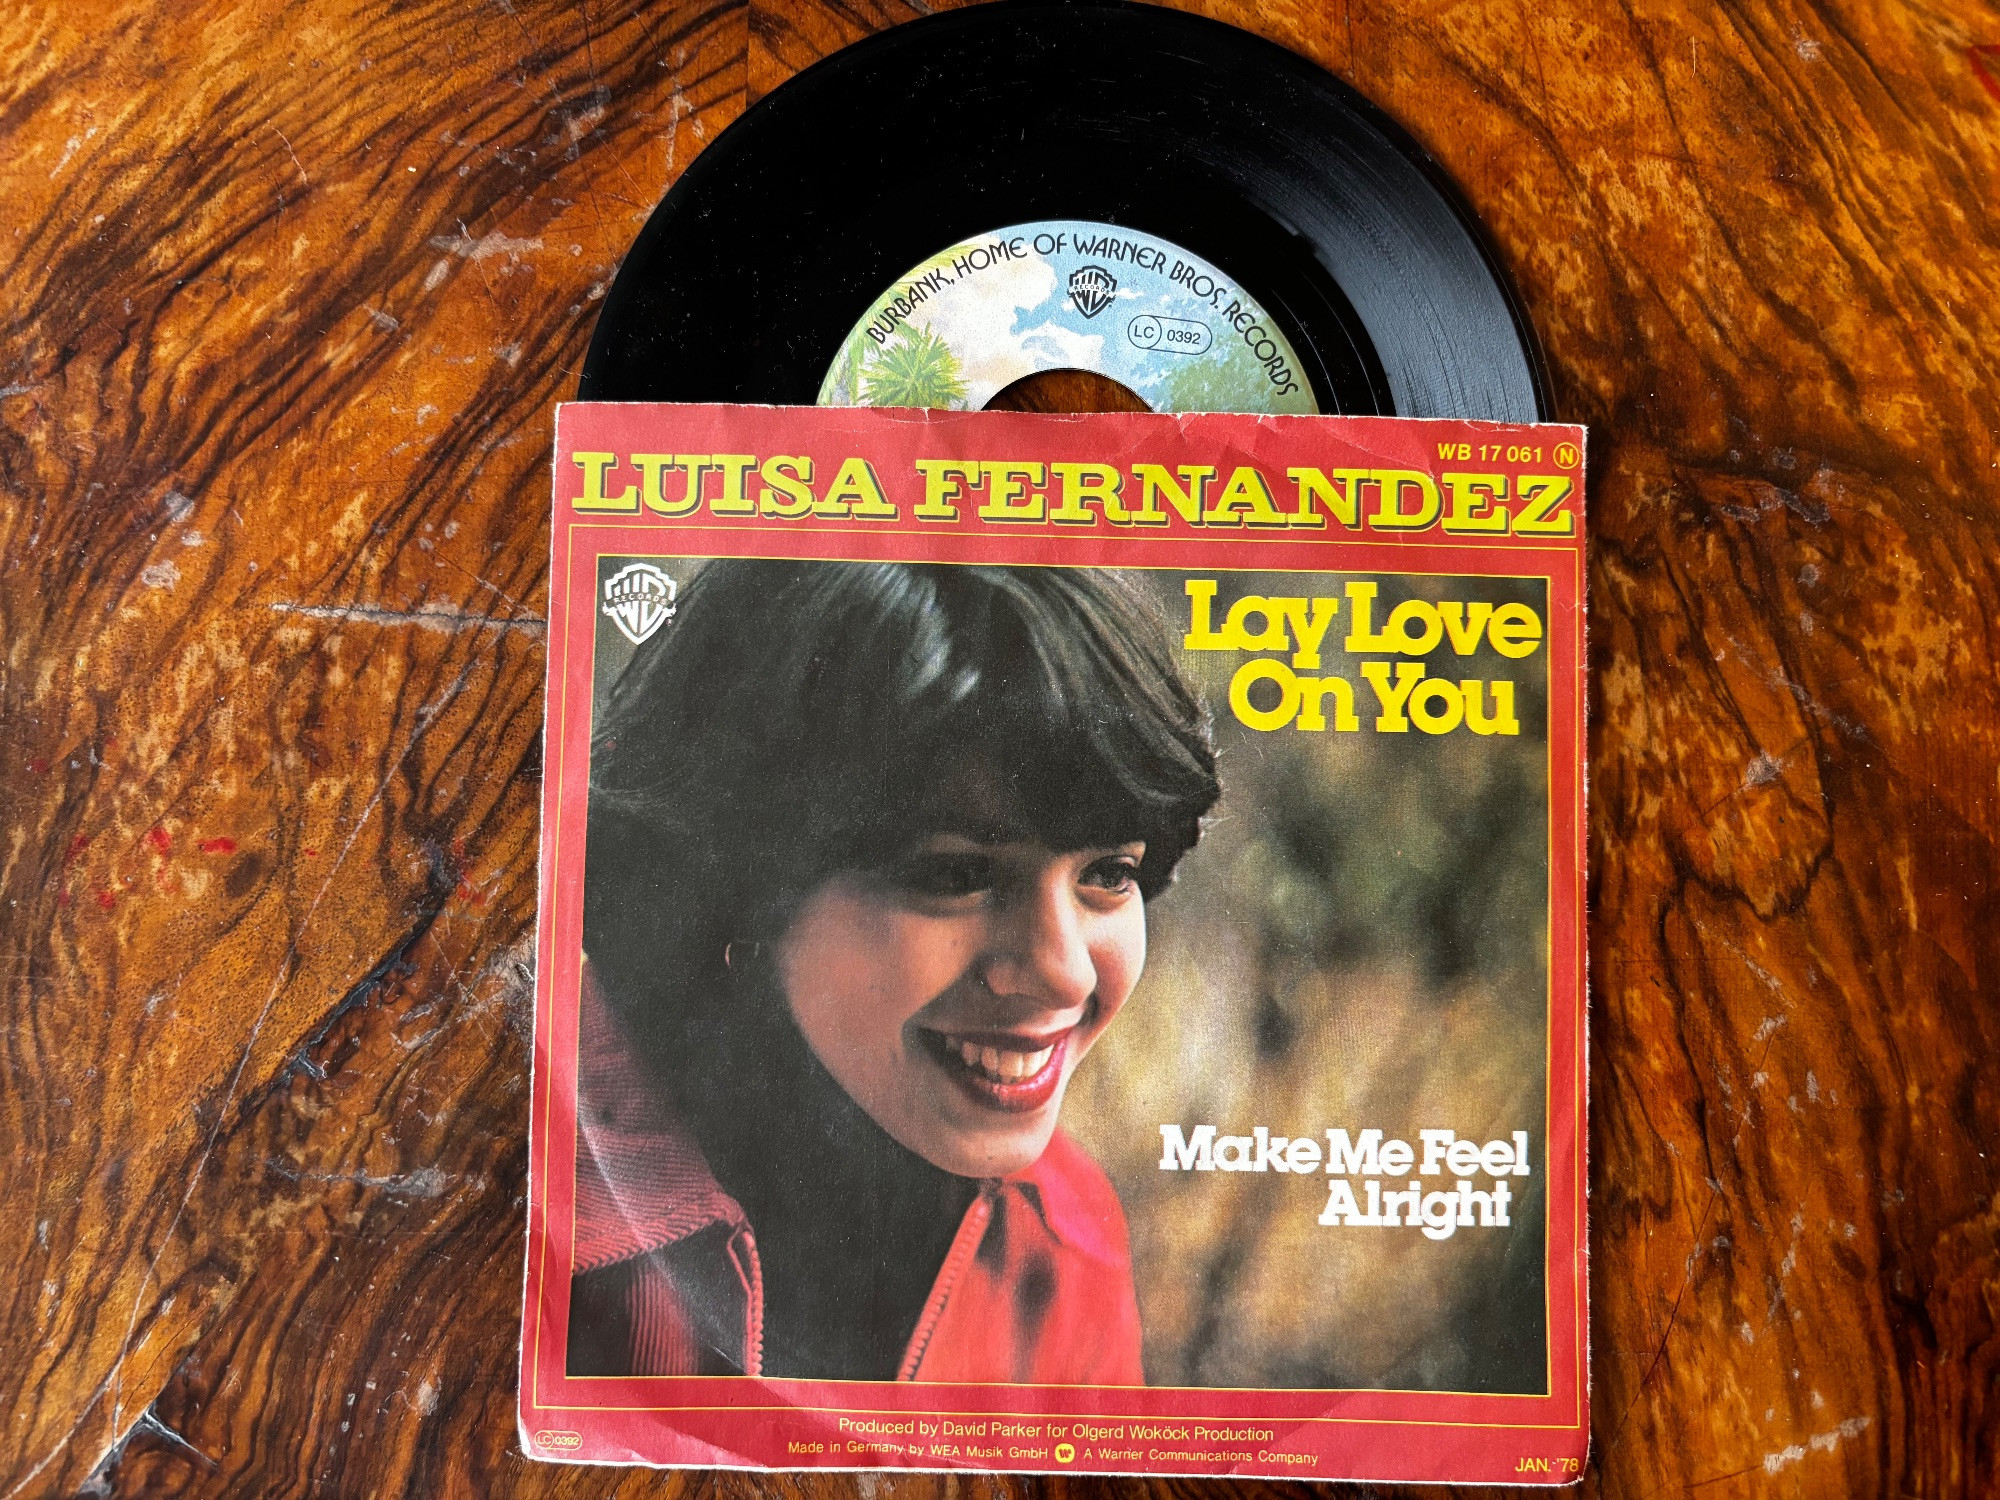 BURBANK, HOME OF WARNER BROS. RECORDS
RECORDS
LC 0392
WB 17 061 N
LUISA FERNANDEZ
RECORDS
Lay Love
On You
Make Me Feel
Alright
Produced by David Parker for Olgerd Woköck Production
LC 0392
Made in Germany by WEA Musik GmbH A Warner Communications Company
JAN.-'78